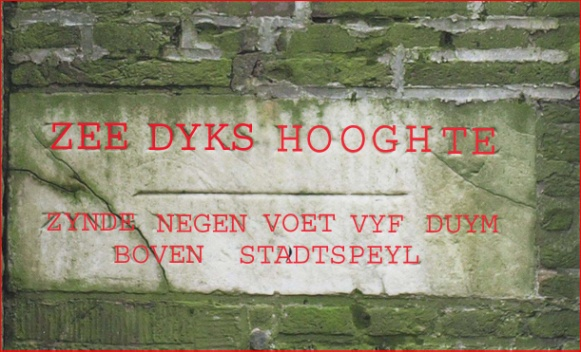 ZEE DYKS HOOGHTE
ZYNDE NEGEN VOET VYF DUYM
BOVEN STADTSPEYL